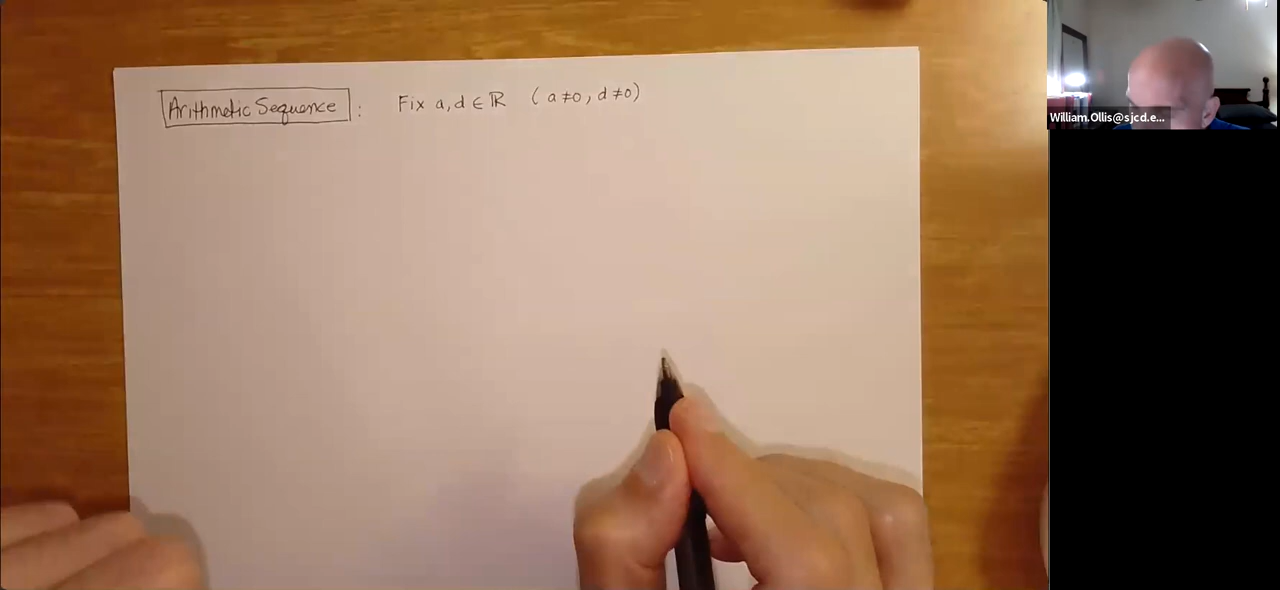 Arithmetic Sequence : Fix a, d ∈ ℝ (a ≠ 0, d ≠ 0)
William.Ollis@sjcd.e...